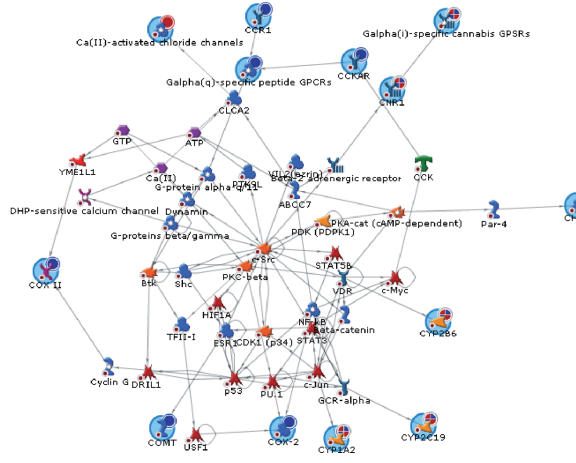 CCR1
Galpha(i)-specific cannabis GPSRs
Ca(II)-activated chloride channels
Galpha(q)-specific peptide GPCRs
CCKAR
CLCA2
CNR1
GTP
ATP
YME1L1
Ca(II)
G-protein alpha q/11
PTK9L
VIL2(ezrin)
Beta-2 adrenergic receptor
CCK
ABCC7
DHP-sensitive calcium channel
Dynamin
PDK (PDPK1)
PKA-cat (cAMP-dependent)
Par-4
G-proteins beta/gamma
c-Src
STAT5B
COX II
Btk
Shc
PKC-beta
VDR
c-Myc
HIF1A
NF-kB
Beta-catenin
CYP2B6
TFII-I
ESR1
CDK1 (p34)
STAT3
Cyclin G
DRIL1
p53
PU.1
c-Jun
GCR-alpha
COMT
USF1
COX-2
CYP1A2
CYP2C19